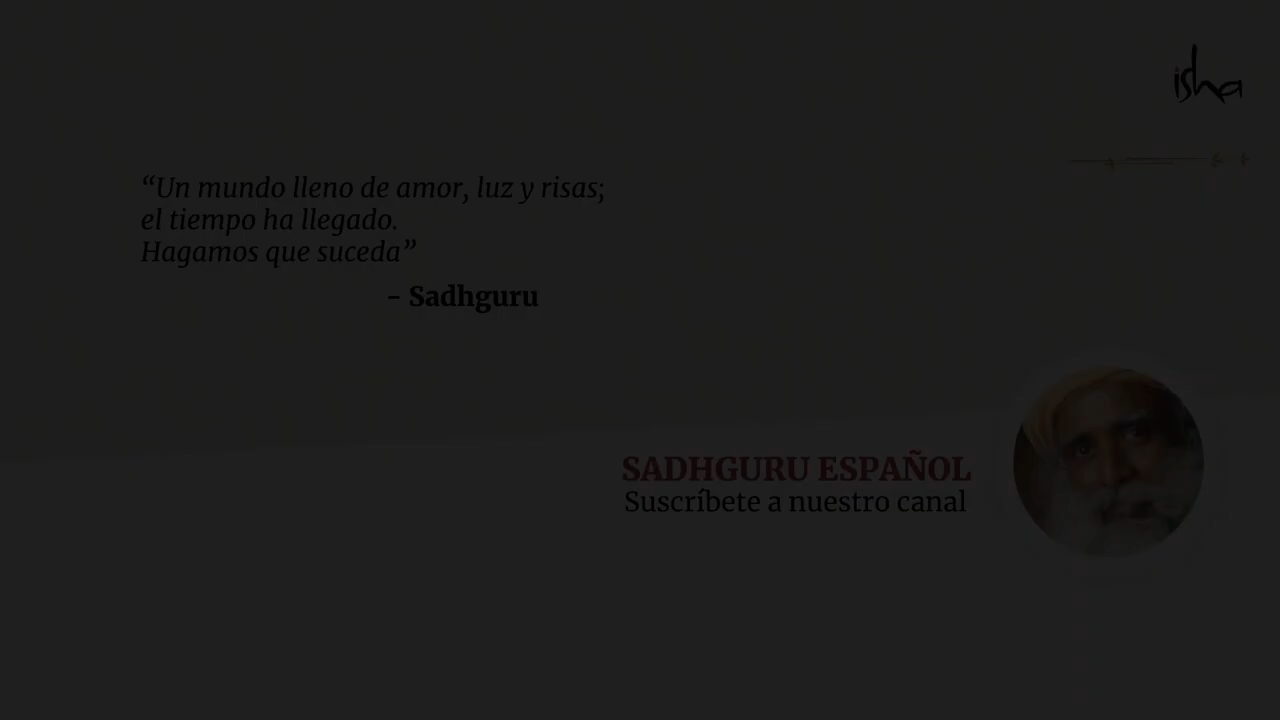 isha
“Un mundo lleno de amor, luz y risas;
el tiempo ha llegado.
Hagamos que suceda”
- Sadhguru
SADHGURU ESPAÑOL
Suscríbete a nuestro canal